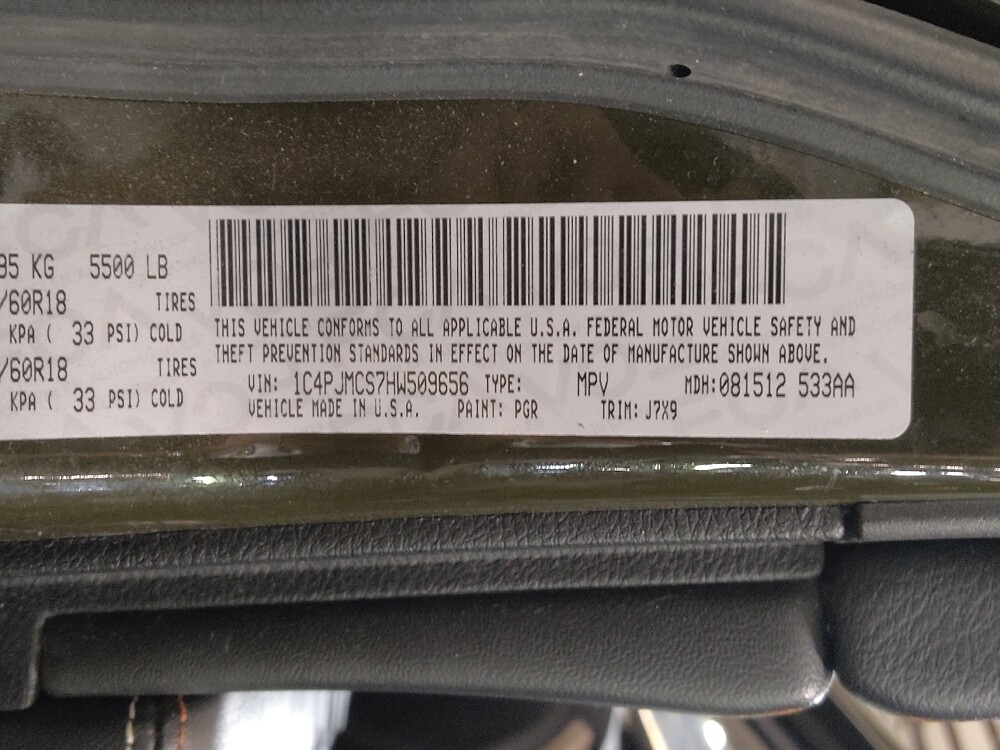 95 KG 5500 LB
/60R18 TIRES
KPA ( 33 PSI) COLD
/60R18 TIRES
KPA ( 33 PSI) COLD
THIS VEHICLE CONFORMS TO ALL APPLICABLE U.S.A. FEDERAL MOTOR VEHICLE SAFETY AND
THEFT PREVENTION STANDARDS IN EFFECT ON THE DATE OF MANUFACTURE SHOWN ABOVE.
VIN: 1C4PJMCS7HW509656 TYPE: MPV MDH: 081512 533AA
VEHICLE MADE IN U.S.A. PAINT: PGR TRIM: J7X9